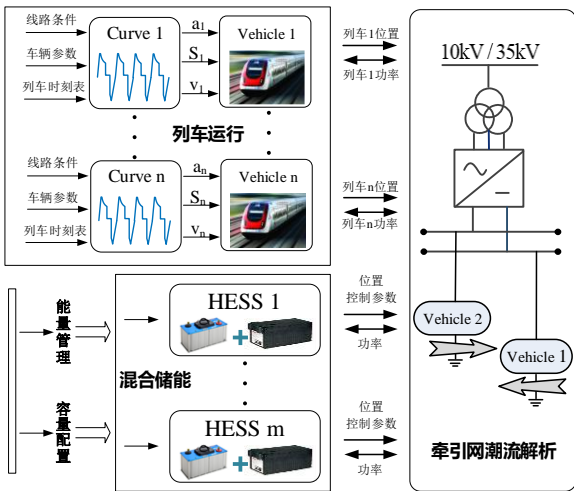 线路条件
车辆参数
列车时刻表
Curve 1
a1
S1
v1
Vehicle 1
列车运行
线路条件
车辆参数
列车时刻表
Curve n
an
Sn
vn
Vehicle n
列车1位置
列车1功率
列车n位置
列车n功率
能量管理
容量配置
HESS 1
混合储能
HESS m
位置
控制参数
功率
位置
控制参数
功率
10kV / 35kV
Vehicle 2
Vehicle 1
牵引网潮流解析